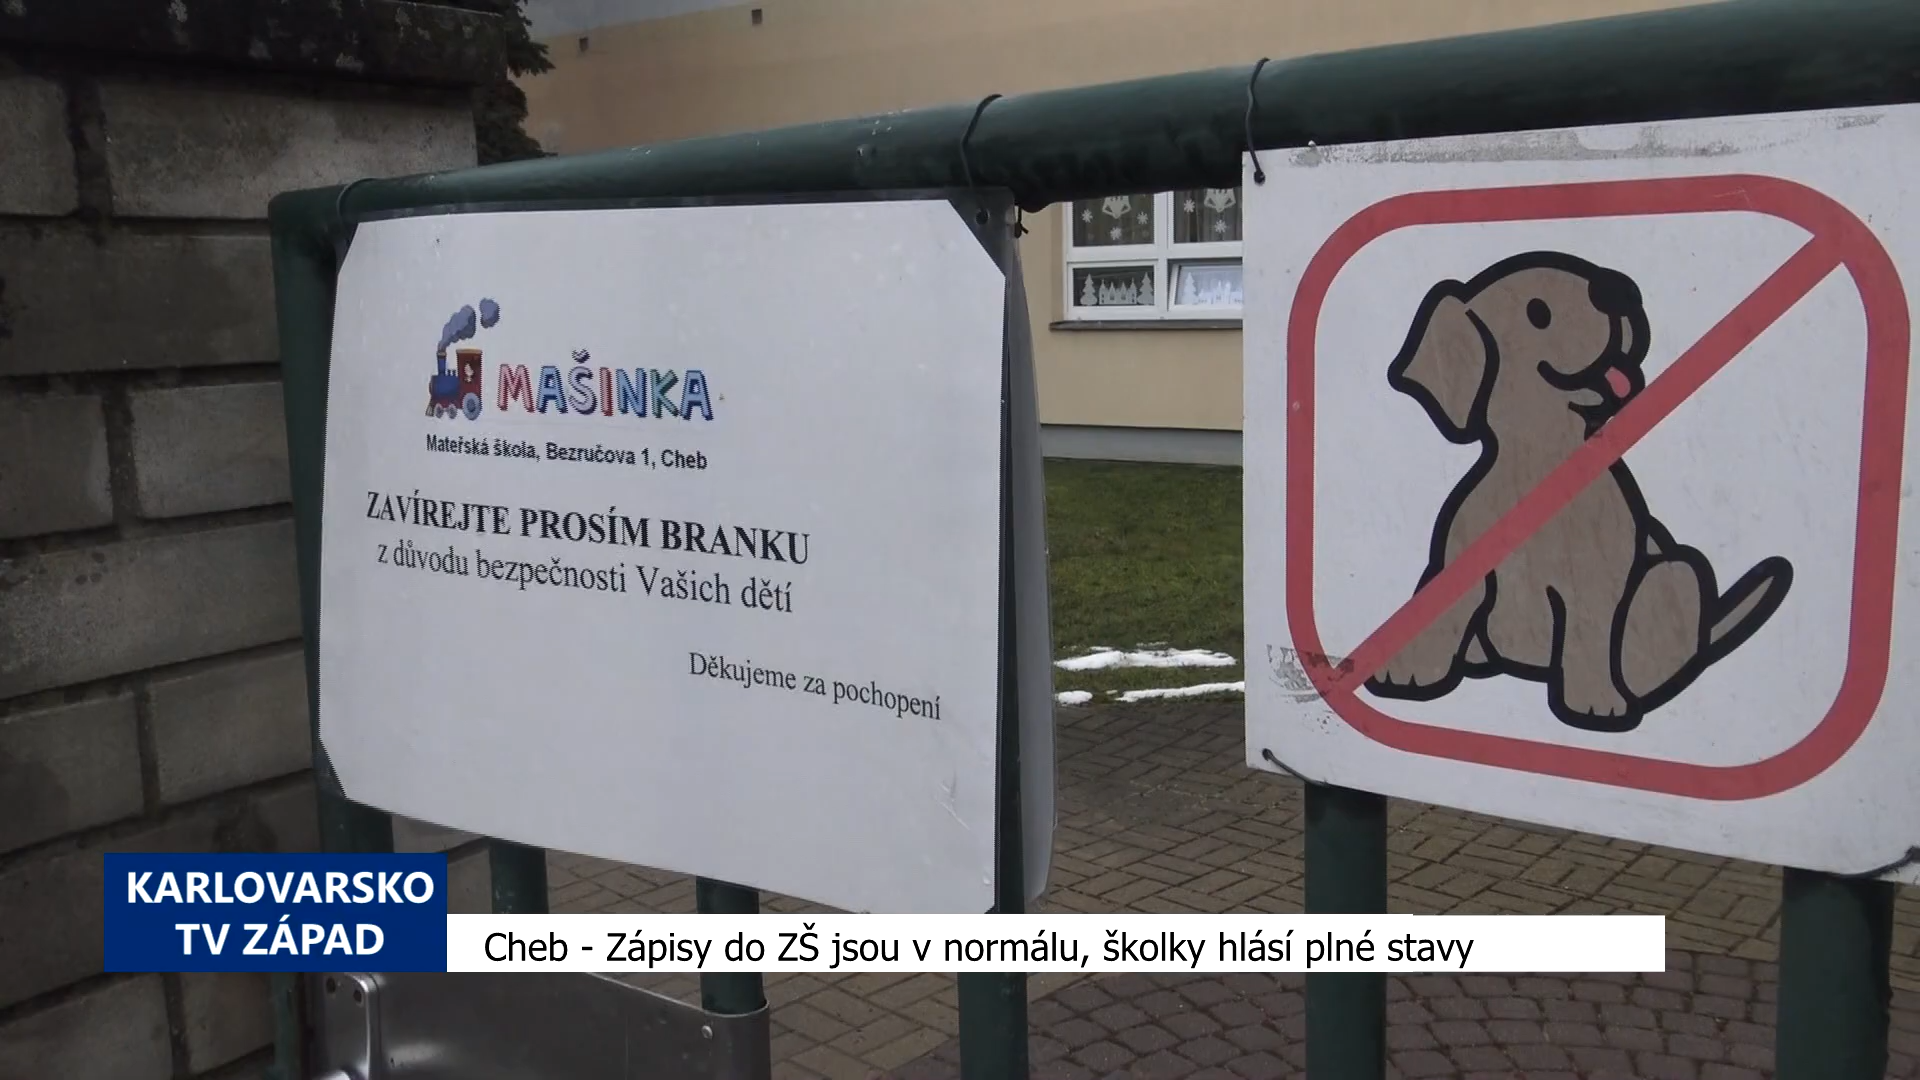 MAŠINKA
Mateřská škola, Bezručova 1, Cheb
ZAVÍREJTE PROSÍM BRANKU
z důvodu bezpečnosti Vašich dětí
Děkujeme za pochopení
KARLOVARSKO
TV ZÁPAD
Cheb - Zápisy do ZŠ jsou v normálu, školky hlásí plné stavy